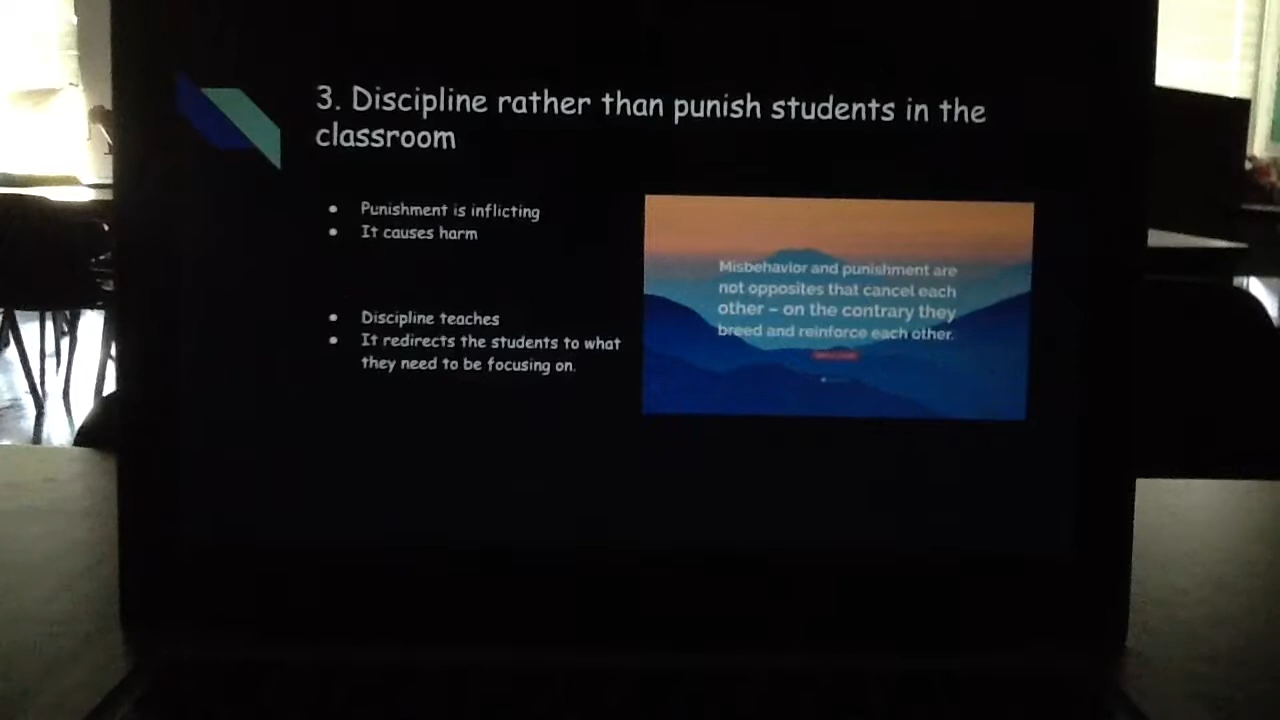 3. Discipline rather than punish students in the
classroom
● Punishment is inflicting
● It causes harm
● Discipline teaches
● It redirects the students to what
they need to be focusing on.
Misbehavior and punishment are
not opposites that cancel each
other – on the contrary they
breed and reinforce each other.